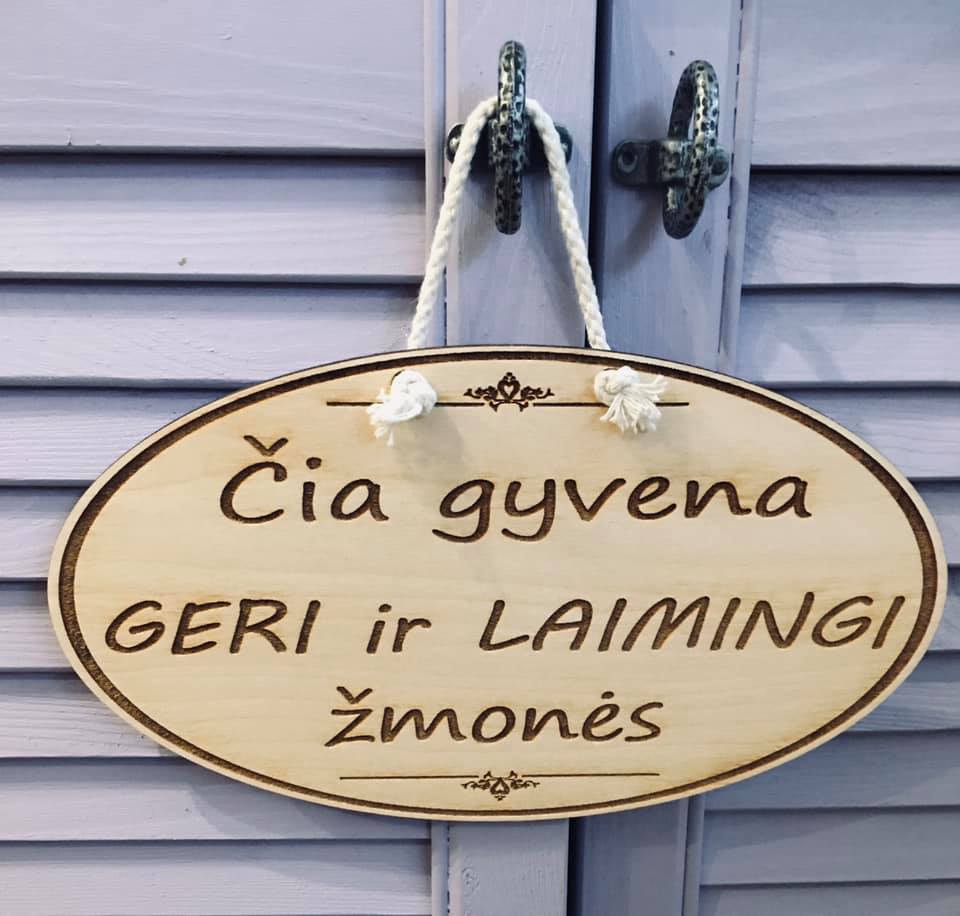 Čia gyvena
GERI ir LAIMINGI
žmonės